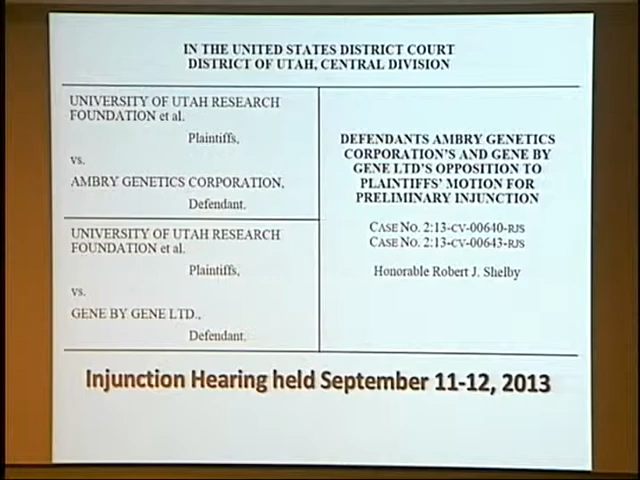 IN THE UNITED STATES DISTRICT COURT
DISTRICT OF UTAH, CENTRAL DIVISION
UNIVERSITY OF UTAH RESEARCH
FOUNDATION et al.
Plaintiffs,
vs.
AMBRY GENETICS CORPORATION,
Defendant.
UNIVERSITY OF UTAH RESEARCH
FOUNDATION et al.
Plaintiffs,
vs.
GENE BY GENE LTD.,
Defendant.
DEFENDANTS AMBRY GENETICS
CORPORATION'S AND GENE BY
GENE LTD'S OPPOSITION TO
PLAINTIFFS' MOTION FOR
PRELIMINARY INJUNCTION
CASE NO. 2:13-CV-00640-RJS
CASE NO. 2:13-CV-00643-RJS
Honorable Robert J. Shelby
Injunction Hearing held September 11-12, 2013